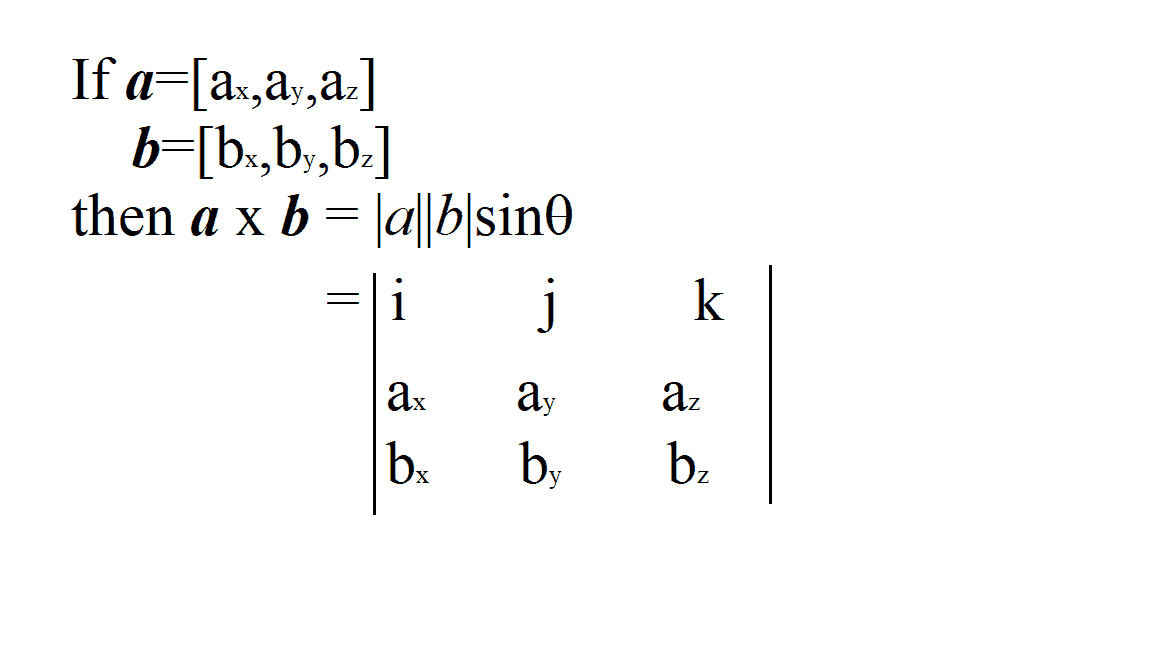 If a=[ax,ay,az]
b=[bx,by,bz]
then a x b = |a||b|sinθ
= | i j k |
ax ay az
bx by bz